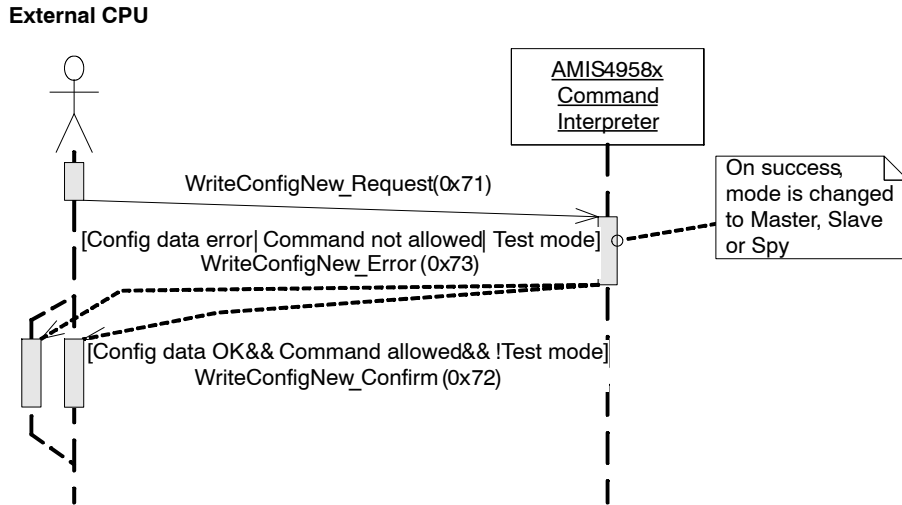 External CPU
AMIS4958x
Command
Interpreter
On success,
mode is changed
to Master, Slave
or Spy
WriteConfigNew_Request(0x71)
[Config data error| Command not allowed| Test mode]
WriteConfigNew_Error (0x73)
[Config data OK&& Command allowed&& !Test mode]
WriteConfigNew_Confirm (0x72)